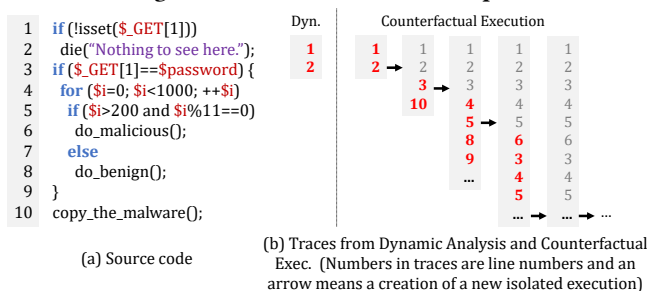 1 if (!isset($_GET[1]))
2 die("Nothing to see here.");
3 if ($_GET[1]==$password) {
4 for ($i=0; $i<1000; ++$i)
5 if ($i>200 and $i%11==0)
6 do_malicious();
7 else
8 do_benign();
9 }
10 copy_the_malware();
(a) Source code
Dyn.
1
2
Counterfactual Execution
1 1 1 1 1
2 → 2 2 2 2
3 → 3 3 3
10 4 4 4
5 → 5 5
8 6 6
9 3 3
... 4 4
5 5
... → ... → ...
(b) Traces from Dynamic Analysis and Counterfactual
Exec. (Numbers in traces are line numbers and an
arrow means a creation of a new isolated execution)